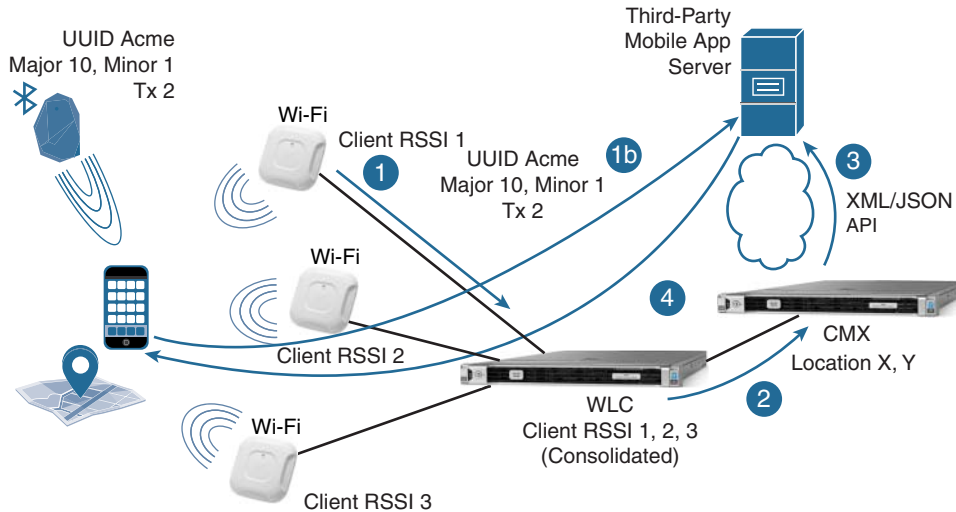 UUID Acme
Major 10, Minor 1
Tx 2
Third-Party
Mobile App
Server
Wi-Fi
Client RSSI 1
1
UUID Acme
Major 10, Minor 1
Tx 2
1b
3
XML/JSON
API
Wi-Fi
Client RSSI 2
4
CMX
Location X, Y
2
WLC
Client RSSI 1, 2, 3
(Consolidated)
Wi-Fi
Client RSSI 3